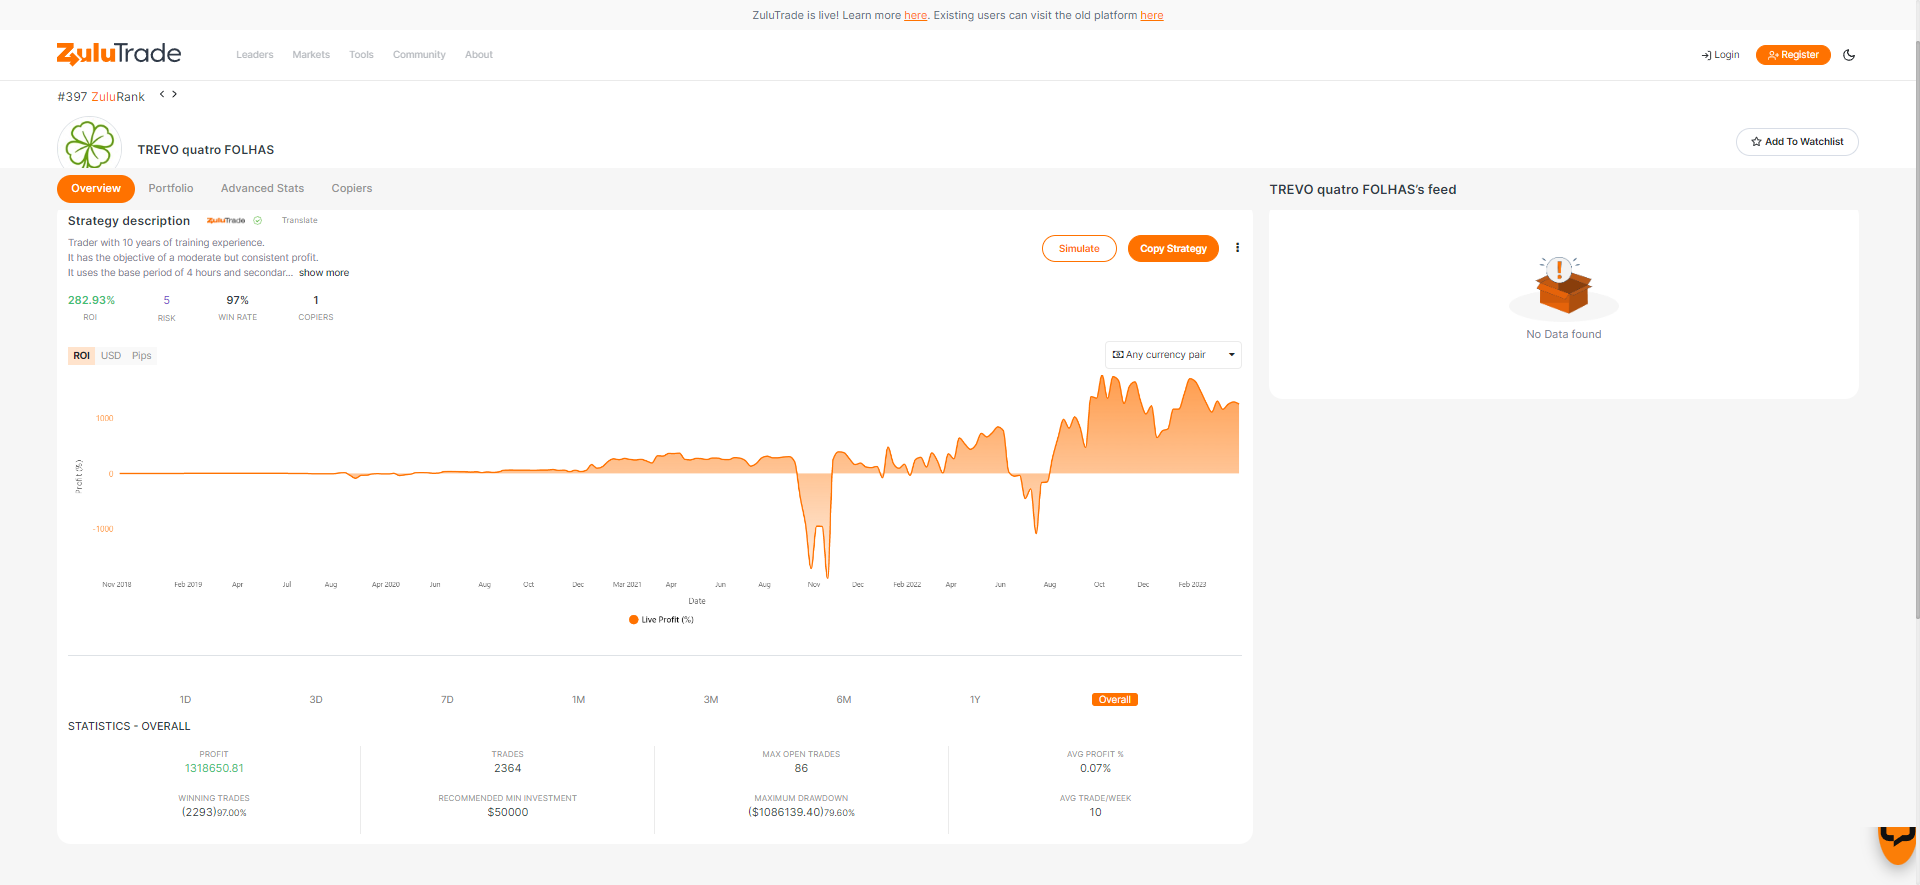 ZuluTrade is live! Learn more here. Existing users can visit the old platform here
ZuluTrade
Leaders Markets Tools Community About
Login Register
#397 ZuluRank
TREVO quatro FOLHAS
Add To Watchlist
Overview Portfolio Advanced Stats Copiers
TREVO quatro FOLHAS's feed
Strategy description ZuluTrade Translate
Trader with 10 years of training experience.
It has the objective of a moderate but consistent profit.
It uses the base period of 4 hours and secondar... show more
Simulate Copy Strategy
No Data found
282.93% 5 97% 1
ROI RISK WIN RATE COPIERS
ROI USD Pips
Any currency pair
1000
0
-1000
Profit (%)
Nov 2018 Feb 2019 Apr Jul Aug Apr 2020 Jun Aug Oct Dec Mar 2021 Apr Jun Aug Nov Dec Feb 2022 Apr Jun Aug Oct Dec Feb 2023
Date
Live Profit (%)
1D 3D 7D 1M 3M 6M 1Y Overall
STATISTICS - OVERALL
PROFIT TRADES MAX OPEN TRADES AVG PROFIT %
1318650.81 2364 86 0.07%
WINNING TRADES RECOMMENDED MIN INVESTMENT MAXIMUM DRAWDOWN AVG TRADE/WEEK
(2293)97.00% $50000 ($1086139.40)79.60% 10